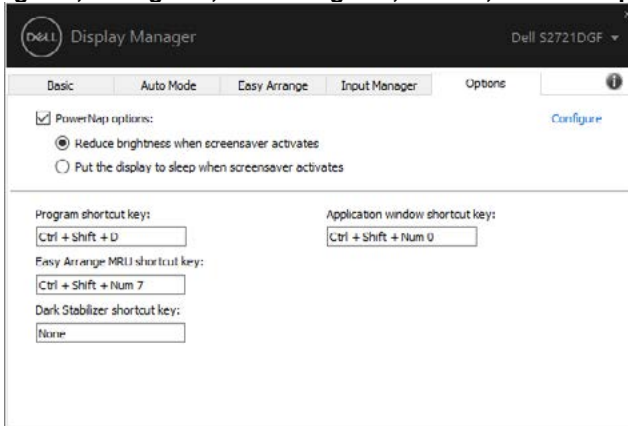 DELL Display Manager Dell S2721DGF
Basic Auto Mode Easy Arrange Input Manager Options
PowerNap options: Configure
Reduce brightness when screensaver activates
Put the display to sleep when screensaver activates
Program shortcut key: Application window shortcut key:
Ctrl + Shift + D Ctrl + Shift + Num 0
Easy Arrange MRU shortcut key:
Ctrl + Shift + Num 7
Dark Stabilizer shortcut key:
None